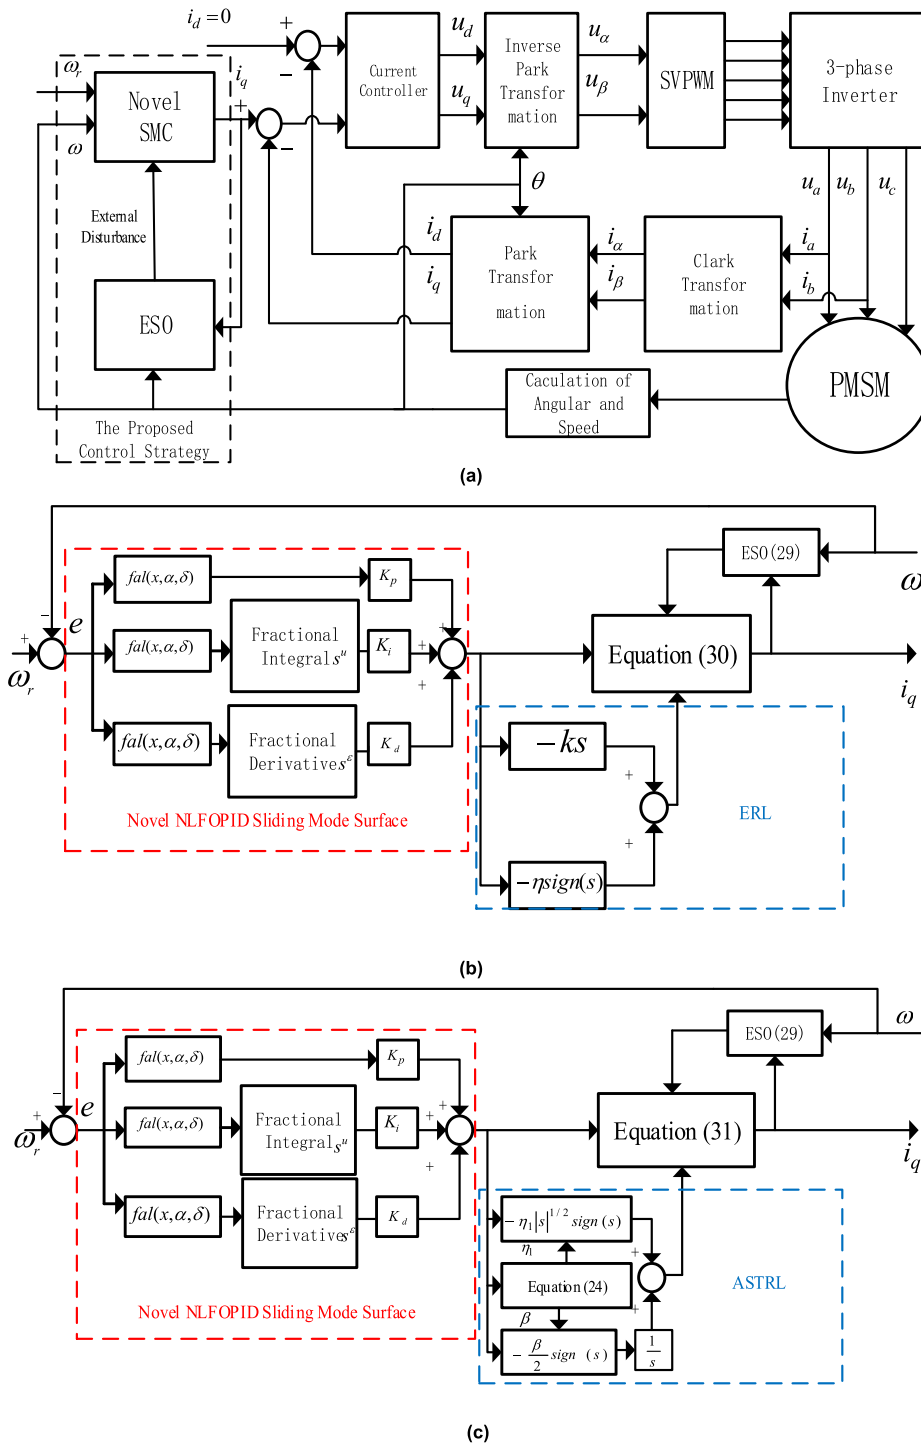 i_d=0
+
−
ω_r
ω
Novel
SMC
i_q
+
−
Current
Controller
u_d
u_q
Inverse
Park
Transfor
mation
u_α
u_β
SVPWM
3-phase
Inverter
u_a
u_b
u_c
θ
External
Disturbance
ESO
i_d
i_q
Park
Transfor
mation
i_α
i_β
Clark
Transfor
mation
i_a
i_b
PMSM
Caculation of
Angular and
Speed
The Proposed
Control Strategy
(a)
ω_r
+
−
e
fal(x,α,δ)
K_p
fal(x,α,δ)
Fractional
Integral s^u
K_i
fal(x,α,δ)
Fractional
Derivatives^ε
K_d
+
+
+
Novel NLFOPID Sliding Mode Surface
ESO(29)
ω
Equation (30)
i_q
−ks
+
+
−ηsign(s)
ERL
(b)
ω_r
+
−
e
fal(x,α,δ)
K_p
fal(x,α,δ)
Fractional
Integral s^u
K_i
fal(x,α,δ)
Fractional
Derivatives^ε
K_d
+
+
+
Novel NLFOPID Sliding Mode Surface
ESO(29)
ω
Equation (31)
i_q
−η_1|s|^{1/2}sign(s)
η_1
Equation (24)
β
−β/2 sign (s)
1/s
+
+
ASTRL
(c)